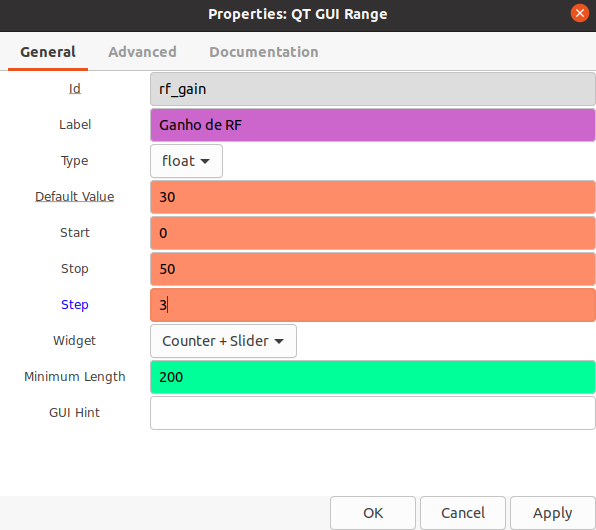 Properties: QT GUI Range
General Advanced Documentation
Id rf_gain
Label Ganho de RF
Type float
Default Value 30
Start 0
Stop 50
Step 3
Widget Counter + Slider
Minimum Length 200
GUI Hint
OK Cancel Apply